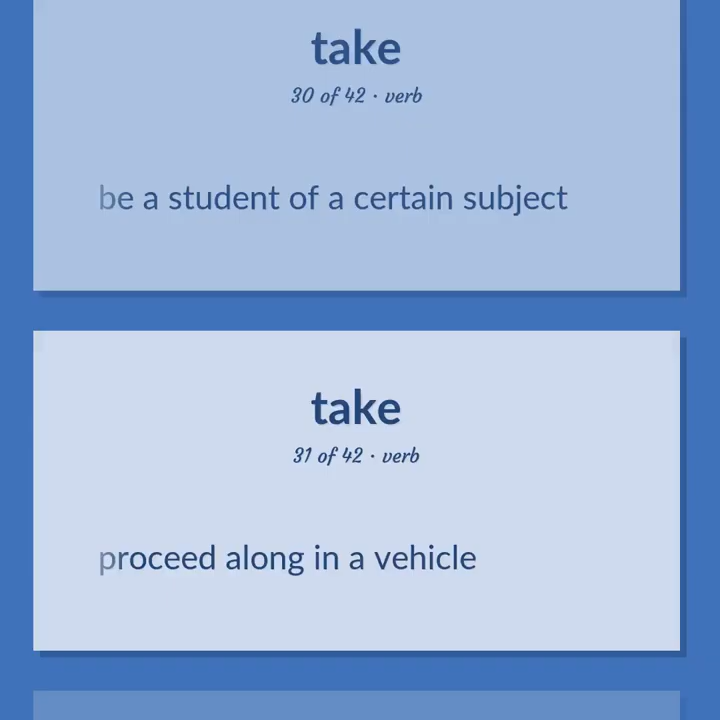 take
30 of 42 · verb
be a student of a certain subject
take
31 of 42 · verb
proceed along in a vehicle